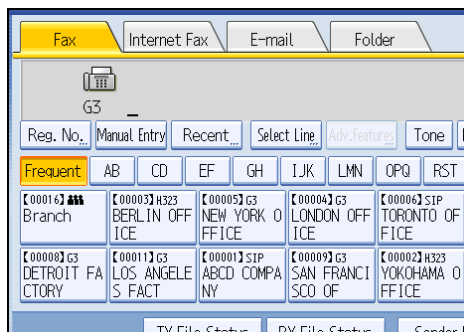 Fax Internet Fax E-mail Folder
G3 _
Reg. No. Manual Entry Recent Select Line Adv.Features Tone
Frequent AB CD EF GH IJK LMN OPQ RST
【00016】 【00003】H323 【00005】G3 【00004】G3 【00006】SIP
Branch BERLIN OFF NEW YORK O LONDON OFF TORONTO OF
ICE FFICE ICE FICE
【00008】G3 【00011】G3 【00001】SIP 【00009】G3 【00002】H323
DETROIT FA LOS ANGELE ABCD COMPA SAN FRANCI YOKOHAMA O
CTORY S FACT NY SCO OF FFICE
TX File Status RX File Status Sender